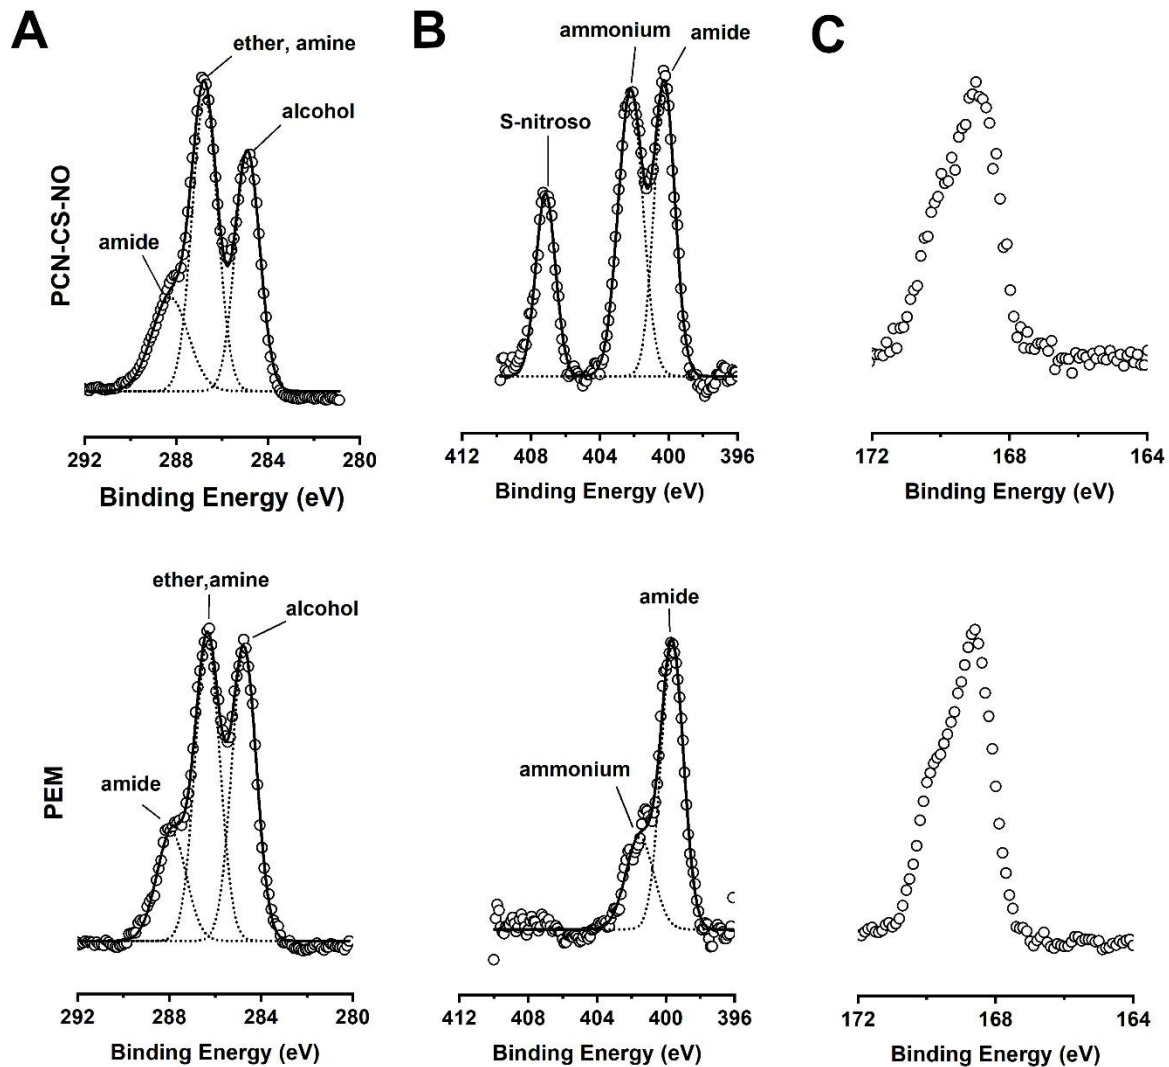 A
B
C
PCN-CS-NO
ether, amine
alcohol
amide
292 288 284 280
Binding Energy (eV)
ammonium
amide
S-nitroso
412 408 404 400 396
Binding Energy (eV)
172 168 164
Binding Energy (eV)
PEM
ether,amine
alcohol
amide
292 288 284 280
Binding Energy (eV)
amide
ammonium
412 408 404 400 396
Binding Energy (eV)
172 168 164
Binding Energy (eV)